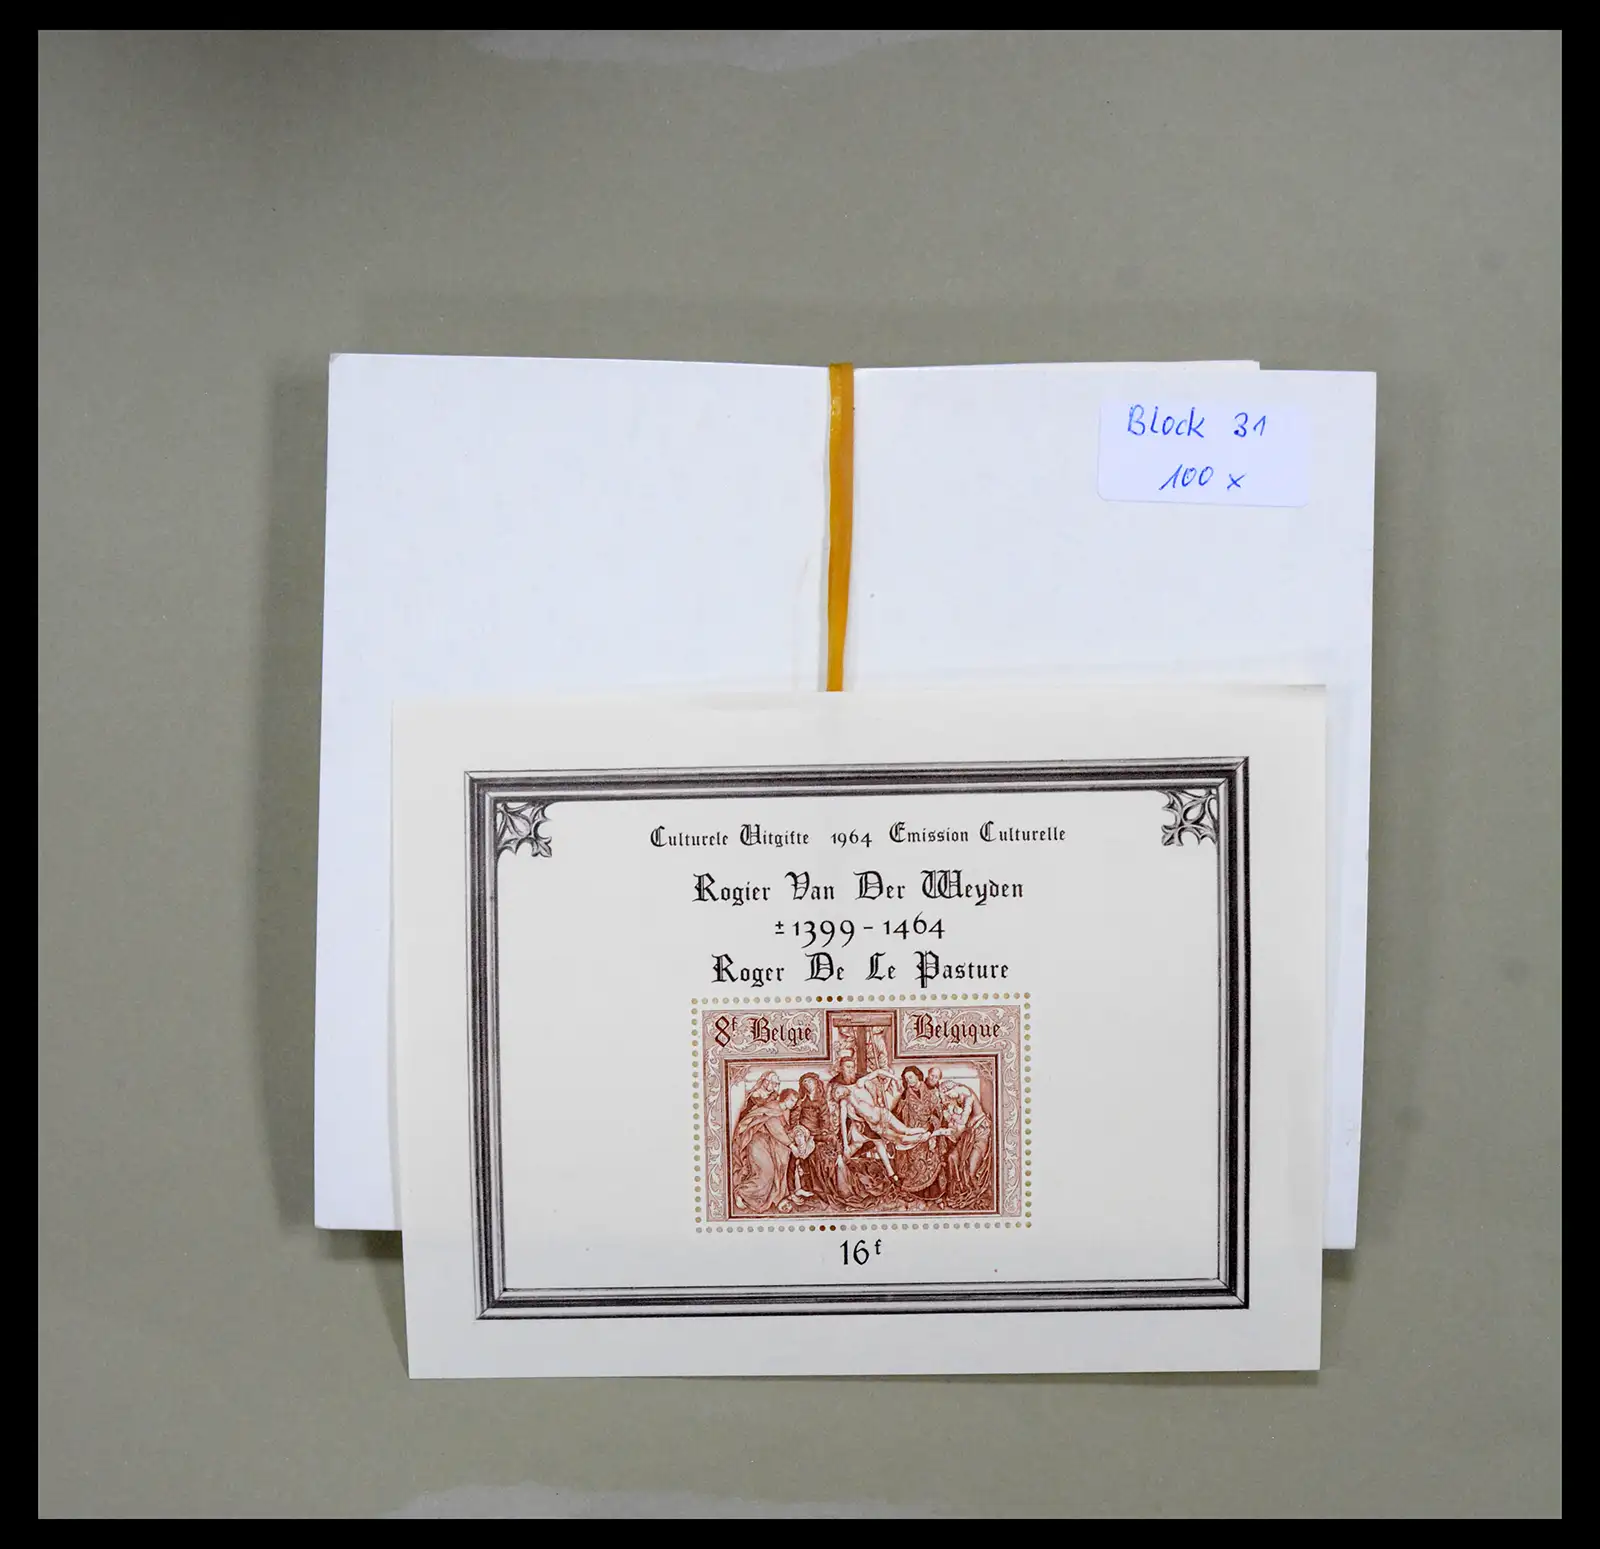 Block 31
100 x
Culturele Uitgifte 1964 Emission Culturelle
Rogier Van Der Weyden
± 1399 - 1464
Roger De Le Pasture
8f België Belgique
16f